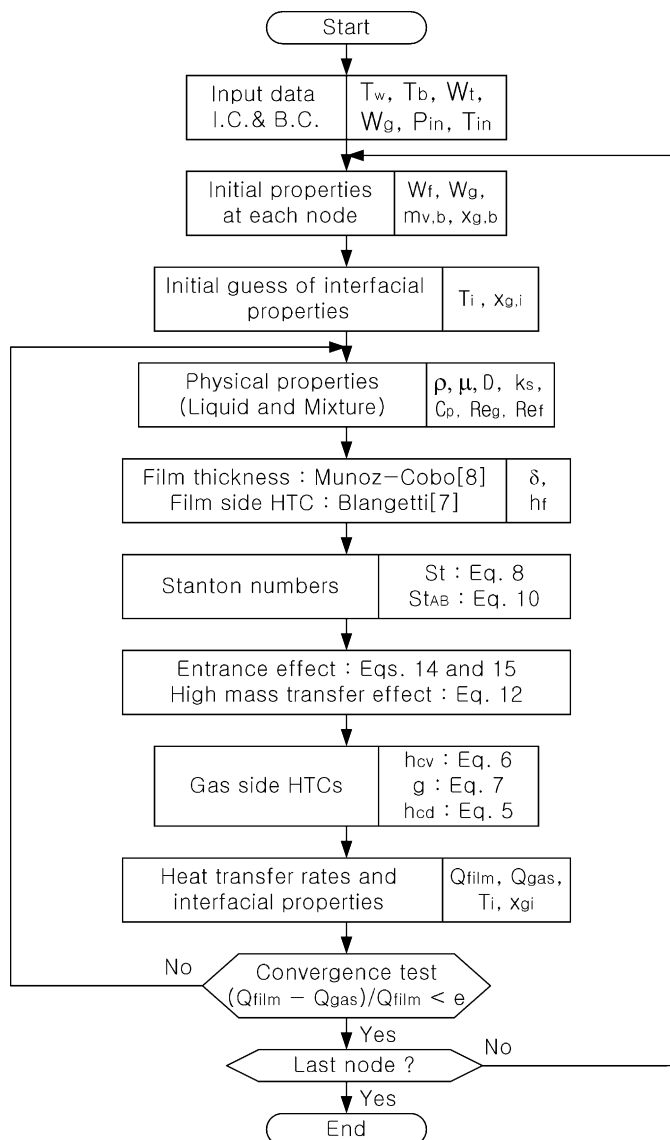 Start
Input data
I.C.& B.C.
Tw, Tb, Wt,
Wg, Pin, Tin
Initial properties
at each node
Wf, Wg,
mv,b, xg,b
Initial guess of interfacial
properties
Ti, xg,i
Physical properties
(Liquid and Mixture)
ρ, μ, D, ks,
Cp, Reg, Ref
Film thickness : Munoz-Cobo[8]
Film side HTC : Blangetti[7]
δ,
hf
Stanton numbers
St : Eq. 8
StAB : Eq. 10
Entrance effect : Eqs. 14 and 15
High mass transfer effect : Eq. 12
Gas side HTCs
hcv : Eq. 6
g : Eq. 7
hcd : Eq. 5
Heat transfer rates and
interfacial properties
Qfilm, Qgas,
Ti, xgi
No
Convergence test
(Qfilm - Qgas)/Qfilm < e
Yes
Last node ?
No
Yes
End